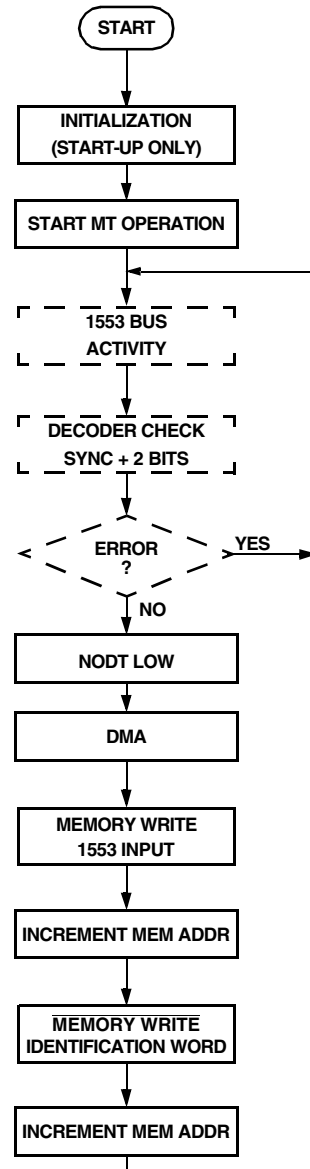 START
INITIALIZATION
(START-UP ONLY)
START MT OPERATION
1553 BUS
ACTIVITY
DECODER CHECK
SYNC + 2 BITS
ERROR
?
YES
NO
NODT LOW
DMA
MEMORY WRITE
1553 INPUT
INCREMENT MEM ADDR
MEMORY WRITE
IDENTIFICATION WORD
INCREMENT MEM ADDR